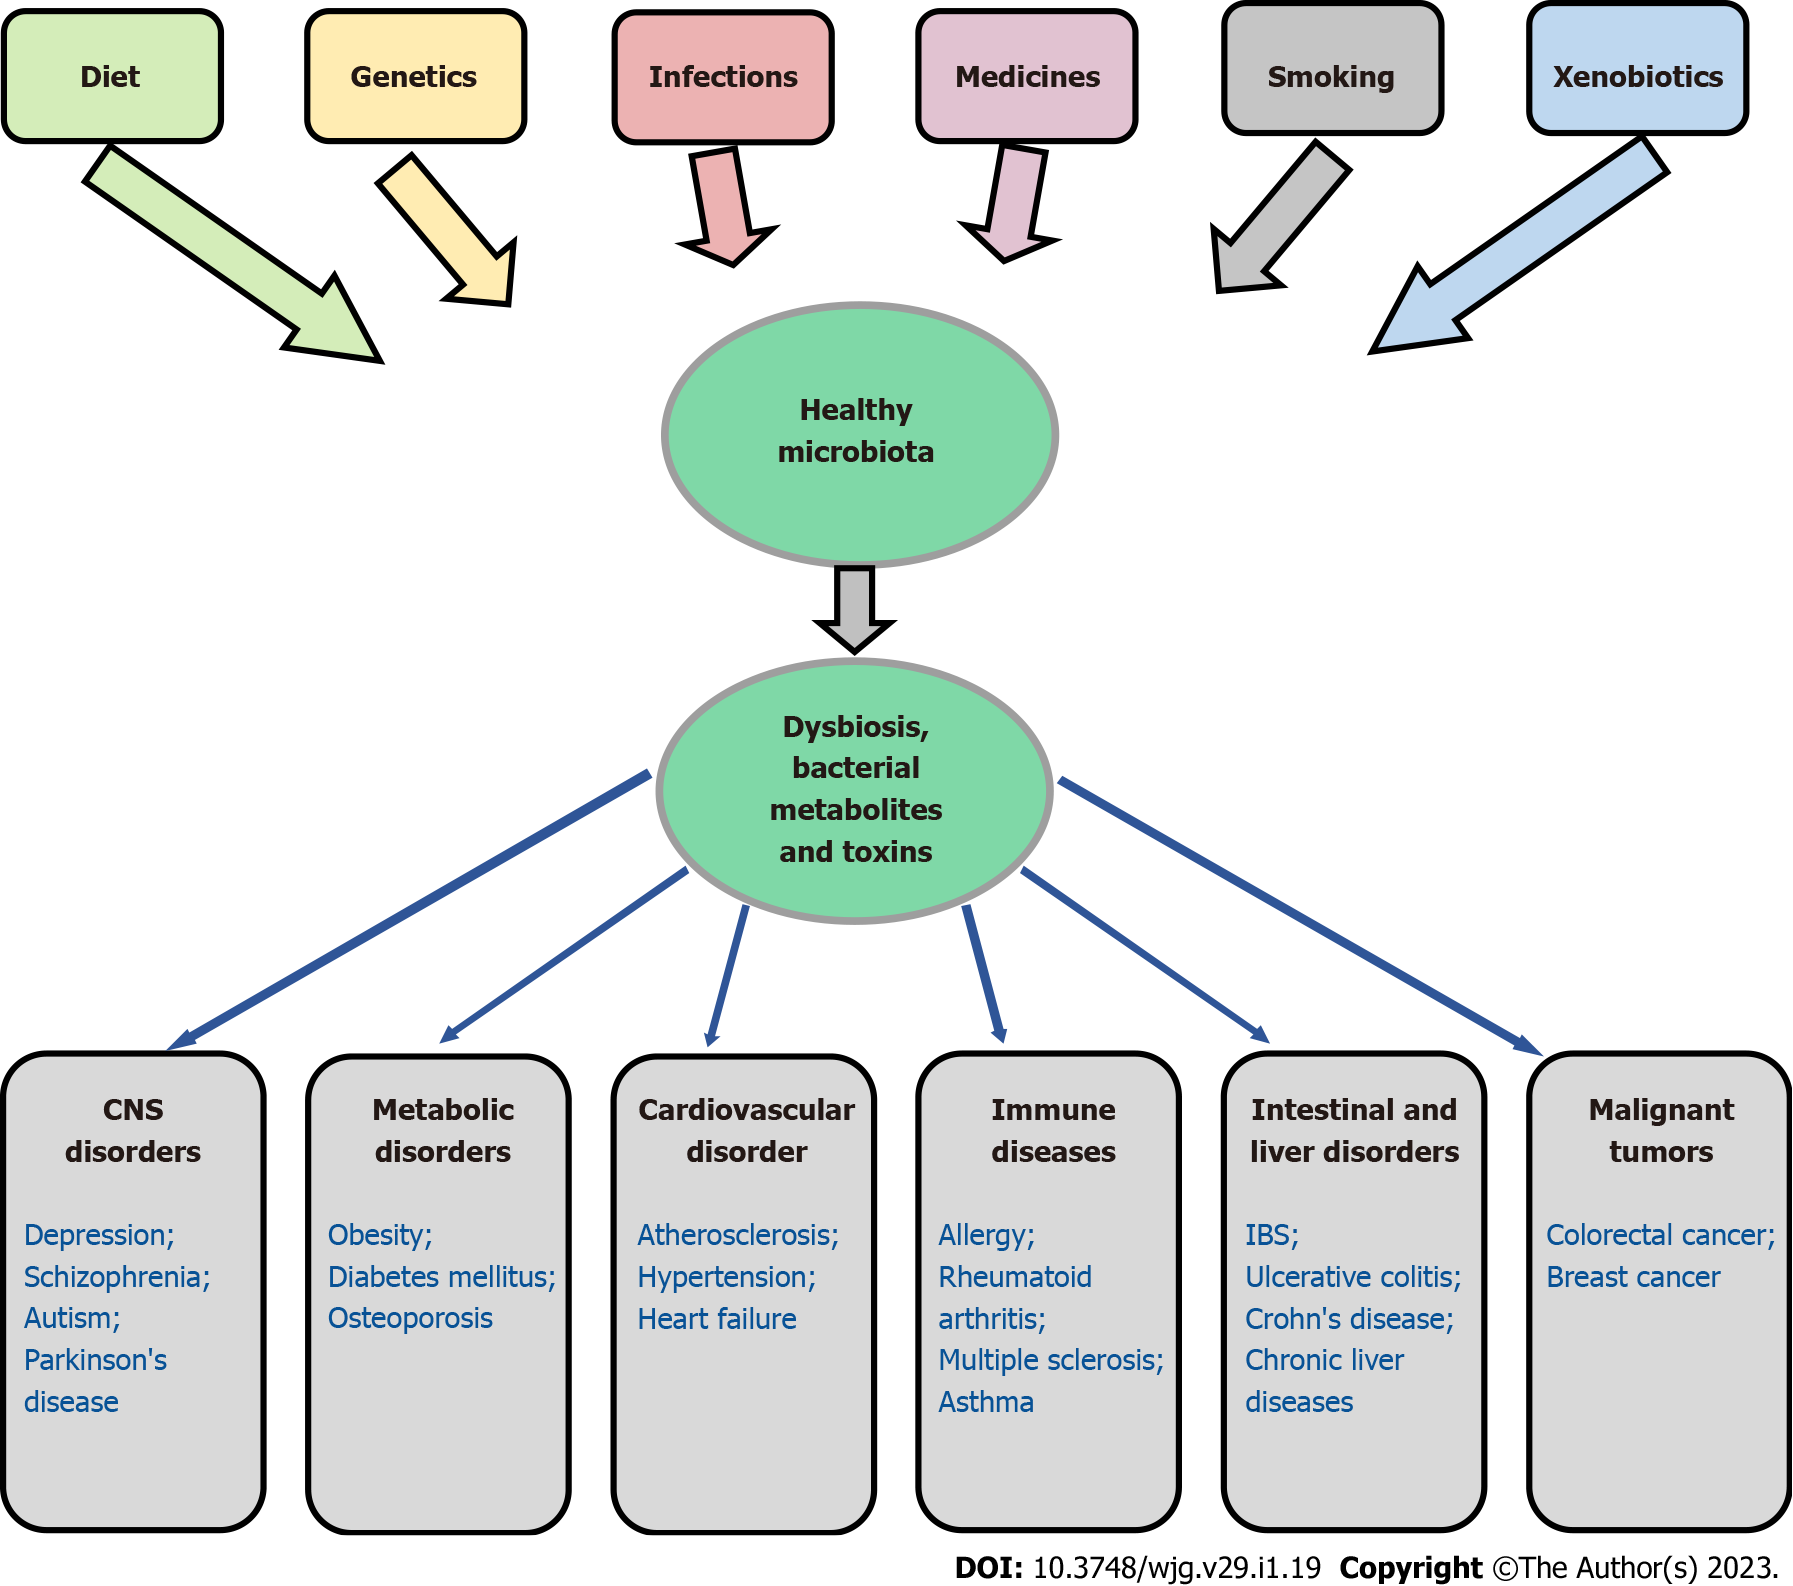 Diet
Genetics
Infections
Medicines
Smoking
Xenobiotics
Healthy
microbiota
Dysbiosis,
bacterial
metabolites
and toxins
CNS
disorders
Depression;
Schizophrenia;
Autism;
Parkinson's
disease
Metabolic
disorders
Obesity;
Diabetes mellitus;
Osteoporosis
Cardiovascular
disorder
Atherosclerosis;
Hypertension;
Heart failure
Immune
diseases
Allergy;
Rheumatoid
arthritis;
Multiple sclerosis;
Asthma
Intestinal and
liver disorders
IBS;
Ulcerative colitis;
Crohn's disease;
Chronic liver
diseases
Malignant
tumors
Colorectal cancer;
Breast cancer
DOI: 10.3748/wjg.v29.i1.19 Copyright ©The Author(s) 2023.